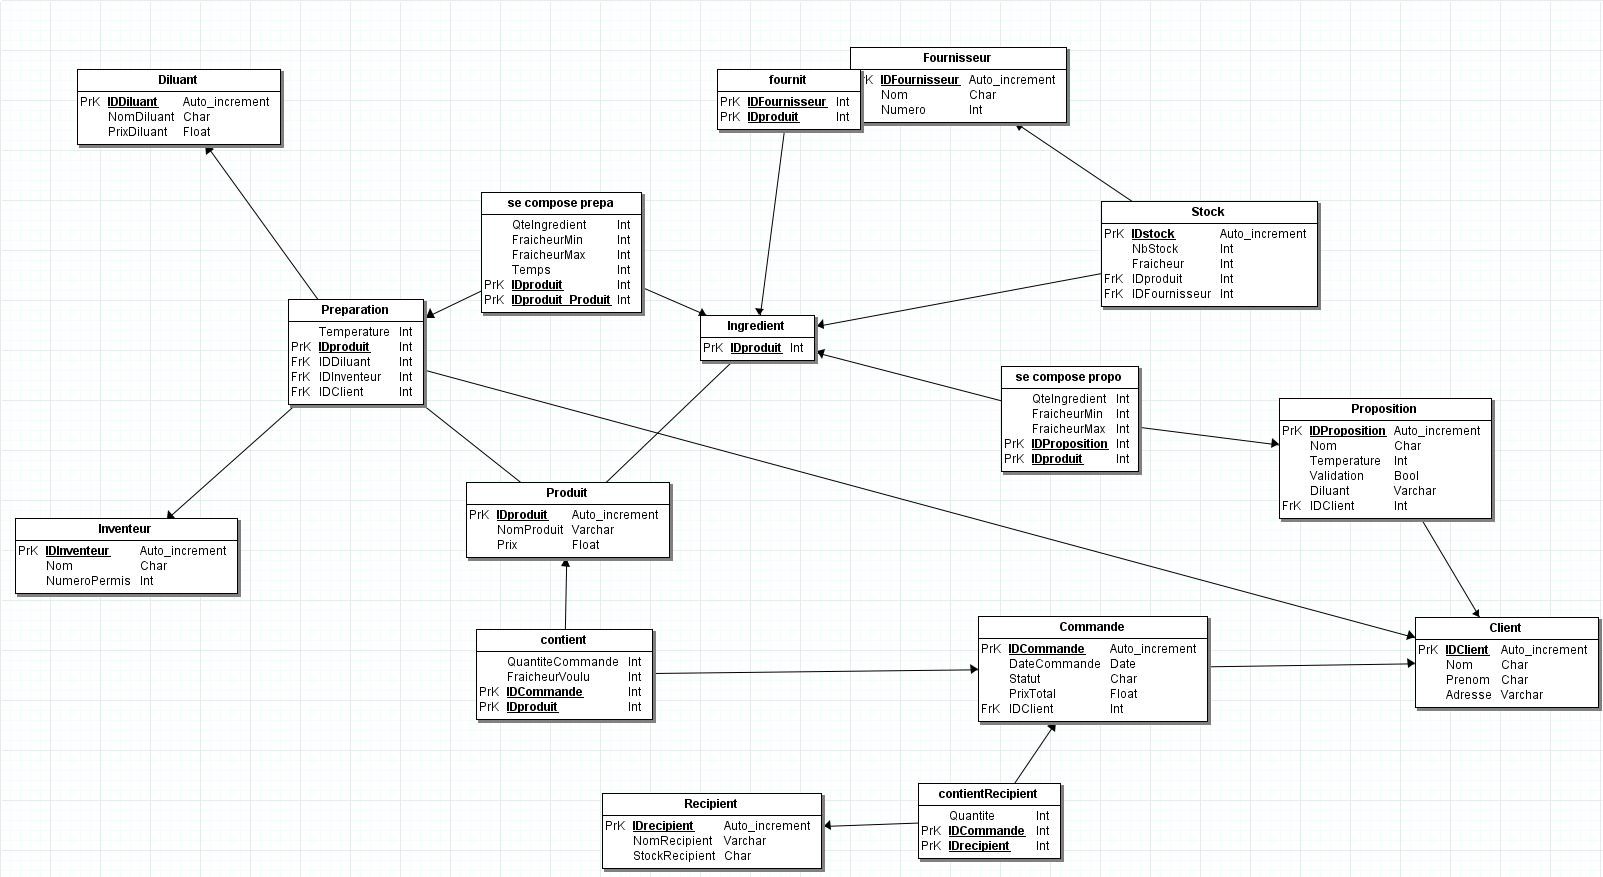 Diluant
PrK IDDiluant Auto_increment
NomDiluant Char
PrixDiluant Float
fournit
PrK IDFournisseur Int
PrK IDproduit Int
Fournisseur
rK IDFournisseur Auto_increment
Nom Char
Numero Int
se compose prepa
QteIngredient Int
FraicheurMin Int
FraicheurMax Int
Temps Int
PrK IDproduit Int
PrK IDproduit_Produit Int
Stock
PrK IDstock Auto_increment
NbStock Int
Fraicheur Int
FrK IDproduit Int
FrK IDFournisseur Int
Preparation
Temperature Int
PrK IDproduit Int
FrK IDDiluant Int
FrK IDInventeur Int
FrK IDClient Int
Ingredient
PrK IDproduit Int
se compose propo
QteIngredient Int
FraicheurMin Int
FraicheurMax Int
PrK IDProposition Int
PrK IDproduit Int
Proposition
PrK IDProposition Auto_increment
Nom Char
Temperature Int
Validation Bool
Diluant Varchar
FrK IDClient Int
Inventeur
PrK IDInventeur Auto_increment
Nom Char
NumeroPermis Int
Produit
PrK IDproduit Auto_increment
NomProduit Varchar
Prix Float
contient
QuantiteCommande Int
FraicheurVoulu Int
PrK IDCommande Int
PrK IDproduit Int
Commande
PrK IDCommande Auto_increment
DateCommande Date
Statut Char
PrixTotal Float
FrK IDClient Int
Client
PrK IDClient Auto_increment
Nom Char
Prenom Char
Adresse Varchar
Recipient
PrK IDrecipient Auto_increment
NomRecipient Varchar
StockRecipient Char
contientRecipient
Quantite Int
PrK IDCommande Int
PrK IDrecipient Int